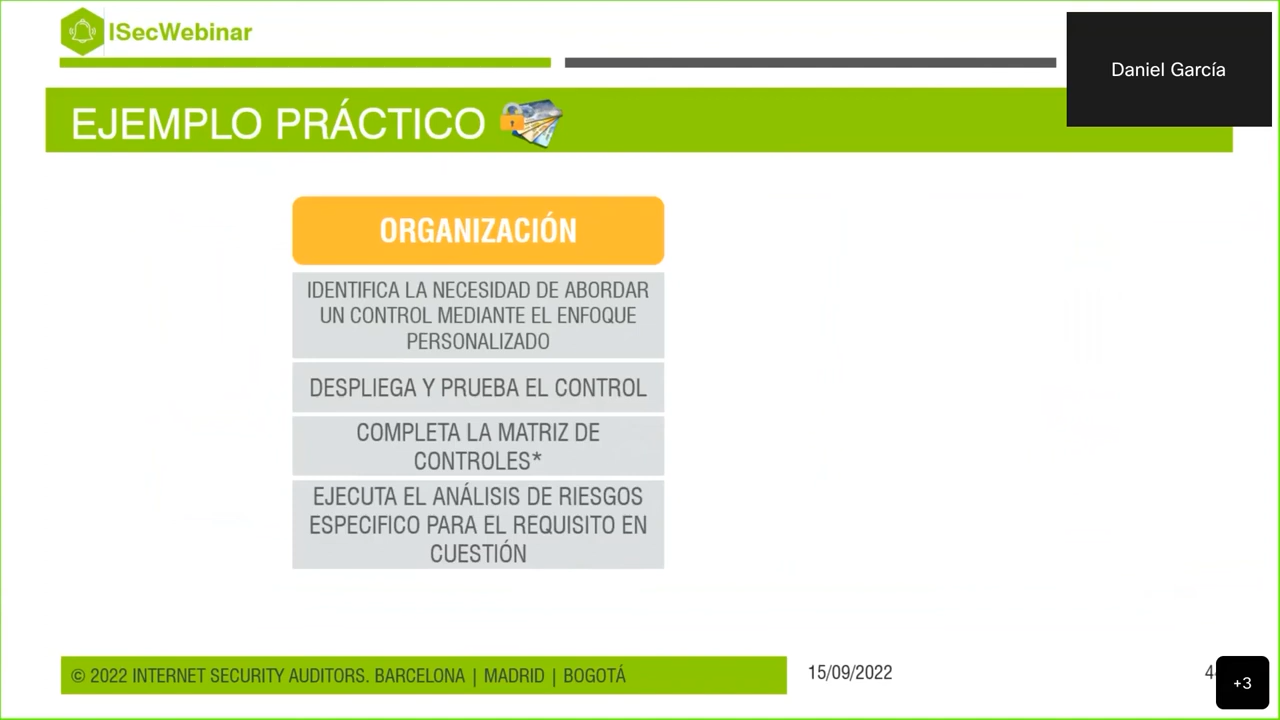 ISecWebinar
Daniel García
EJEMPLO PRÁCTICO
ORGANIZACIÓN
IDENTIFICA LA NECESIDAD DE ABORDAR
UN CONTROL MEDIANTE EL ENFOQUE
PERSONALIZADO
DESPLIEGA Y PRUEBA EL CONTROL
COMPLETA LA MATRIZ DE
CONTROLES*
EJECUTA EL ANÁLISIS DE RIESGOS
ESPECIFICO PARA EL REQUISITO EN
CUESTIÓN
© 2022 INTERNET SECURITY AUDITORS. BARCELONA | MADRID | BOGOTÁ
15/09/2022
+3